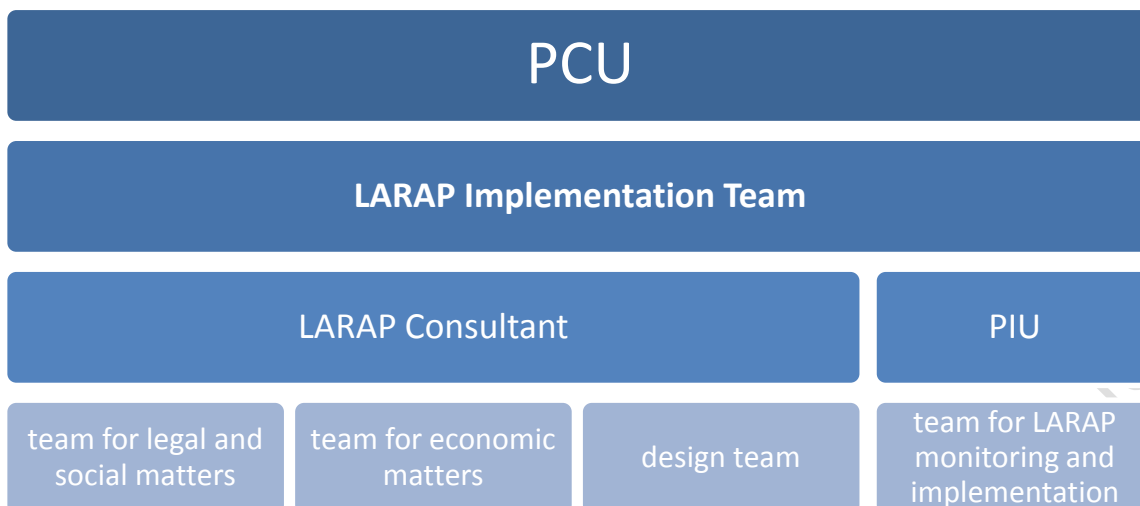 PCU
LARAP Implementation Team
LARAP Consultant
PIU
team for legal and
social matters
team for economic
matters
design team
team for LARAP
monitoring and
implementation